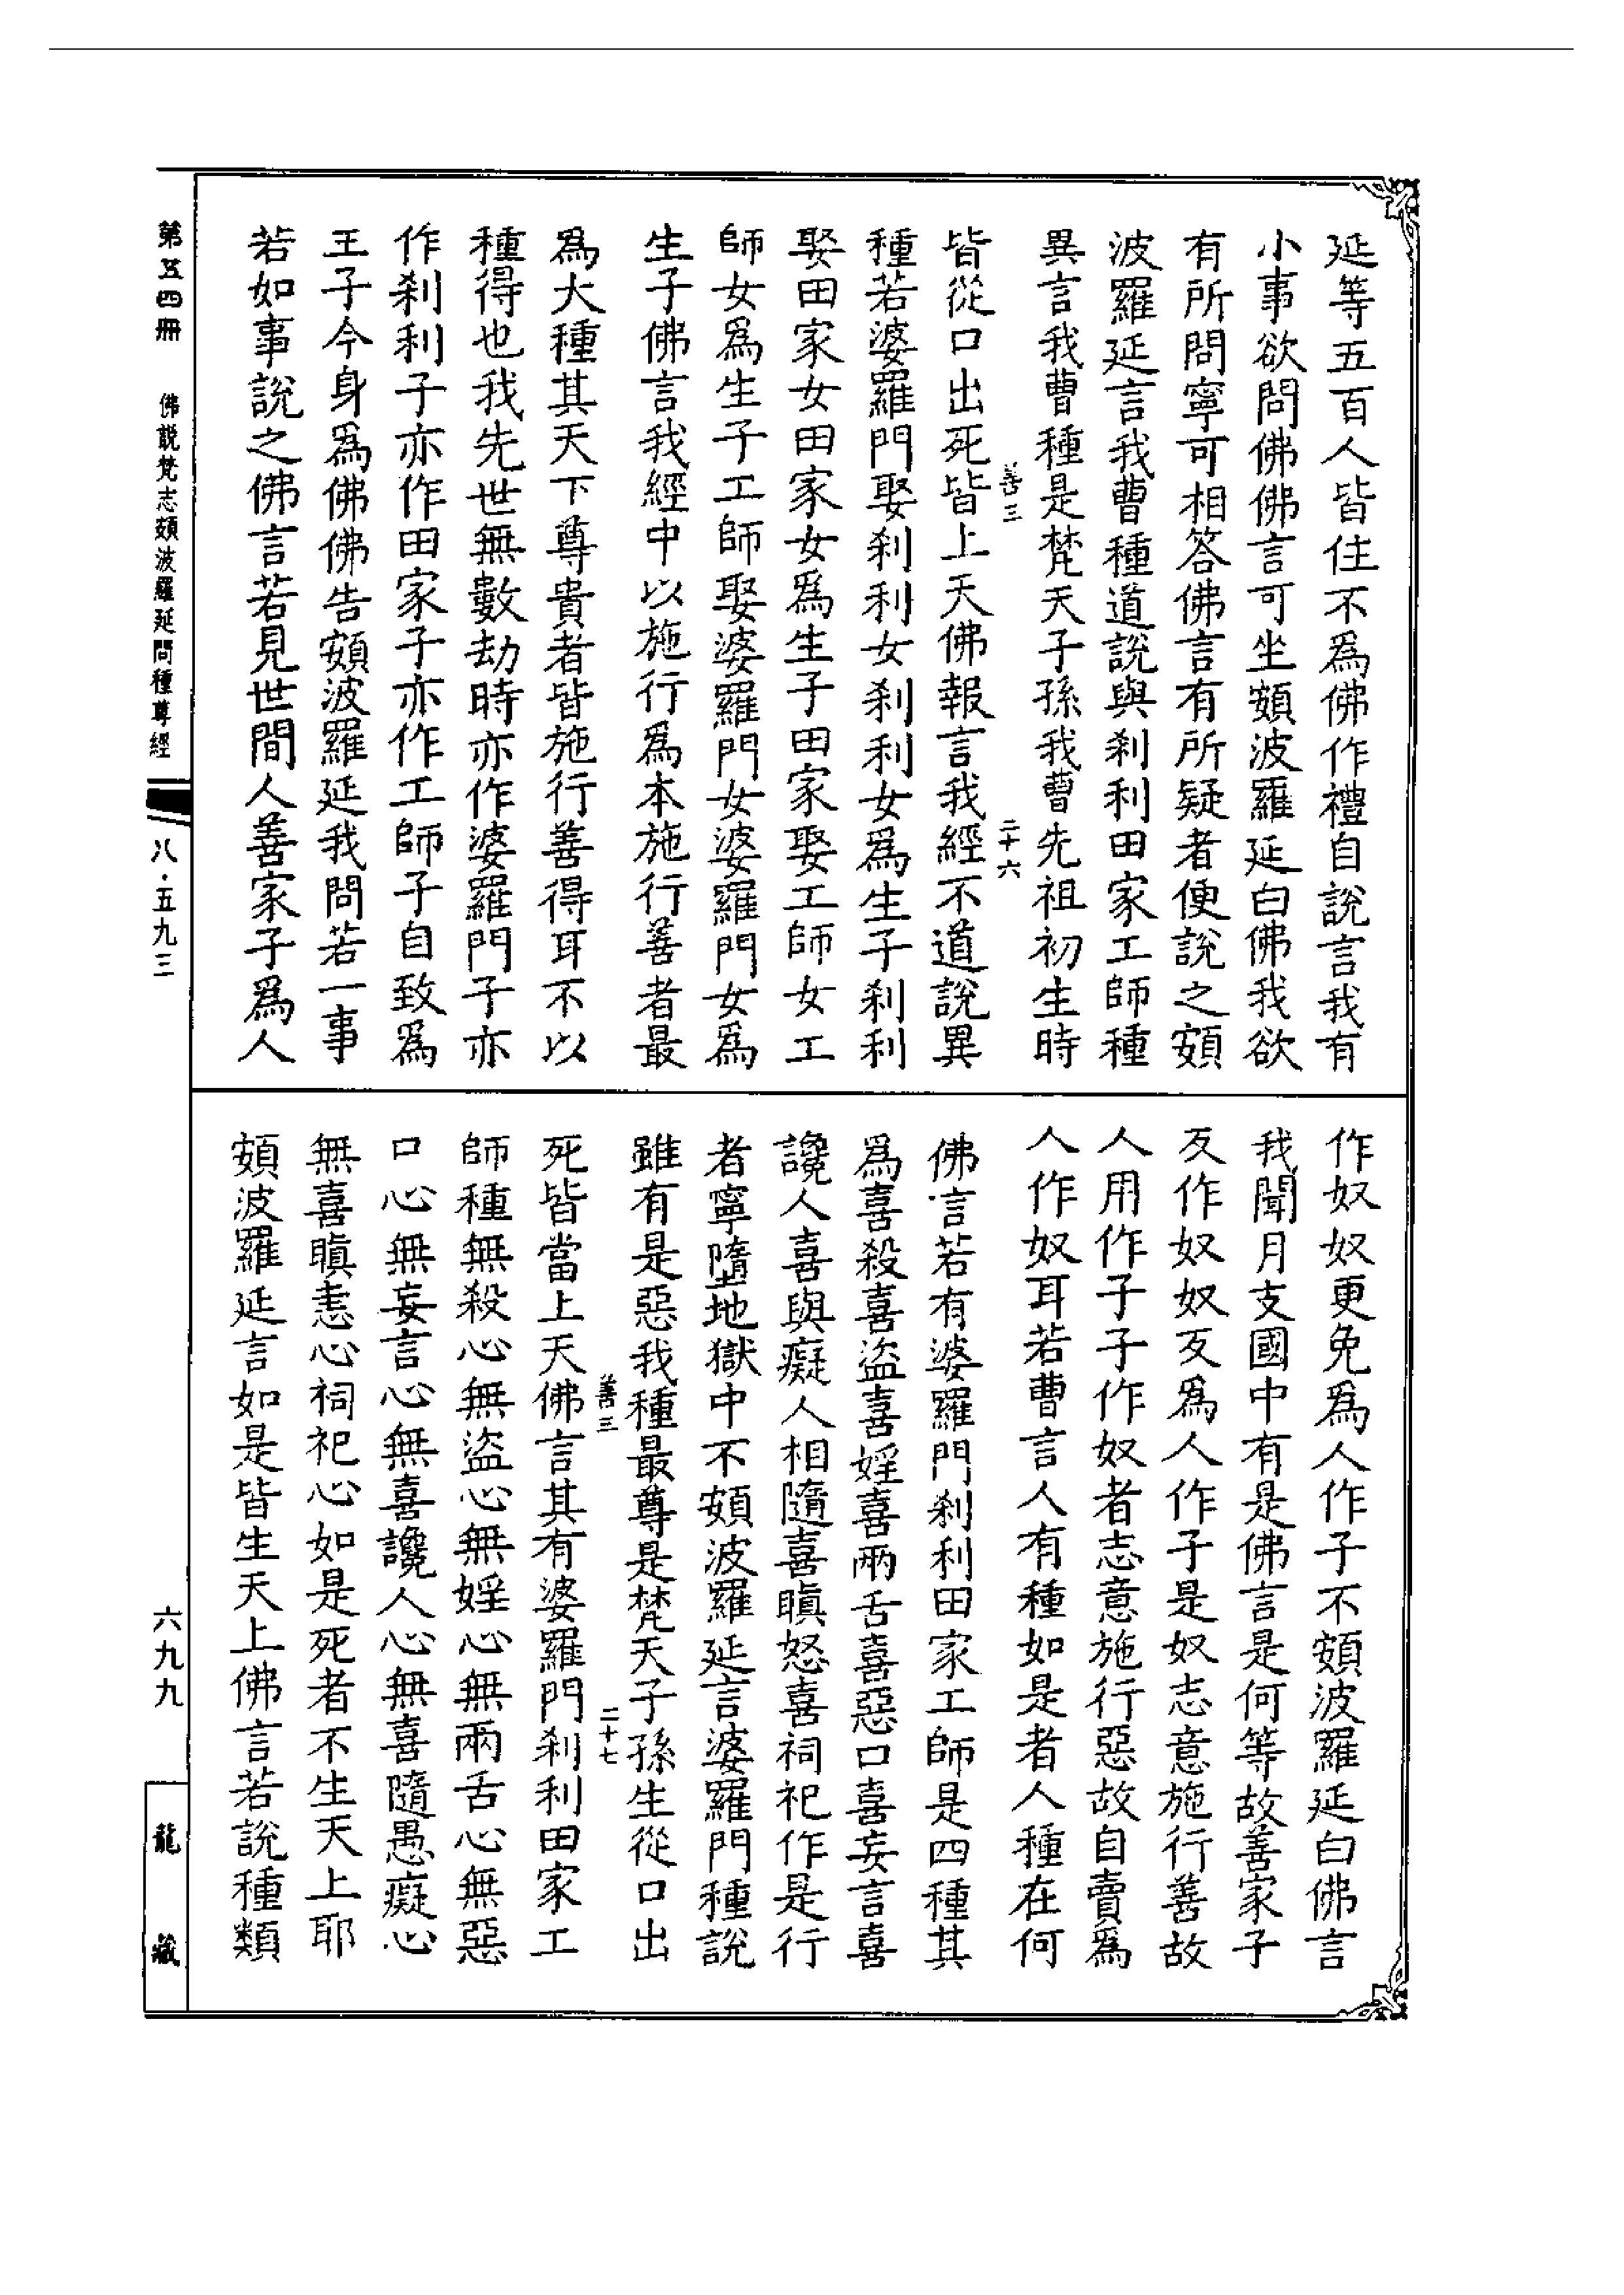 延等五百人皆住不爲佛作禮自說言我有
小事欲問佛佛言可坐頞波羅延白佛我欲
有所問寧可相答佛言有所疑者便說之頞
波羅延言我曹種道說與刹利田家工師種
異言我曹種是梵天子孫我曹先祖初生時
善三
二十六
皆從口出死皆上天佛報言我經不道說異
種若婆羅門娶刹利女刹利女爲生子刹利
娶田家女田家女爲生子田家娶工師女工
師女爲生子工師娶婆羅門女婆羅門女爲
生子佛言我經中以施行爲本施行善者最
爲大種其天下尊貴者皆施行善得耳不以
種得也我先世無數劫時亦作婆羅門子亦
作刹利子亦作田家子亦作工師子自致爲
王子今身爲佛佛告頞波羅延我問若一事
若如事說之佛言若見世間人善家子爲人
作奴奴更免爲人作子不頞波羅延白佛言
我聞月支國中有是佛言是何等故善家子
反作奴奴反爲人作子是奴志意施行善故
人用作子子作奴者志意施行惡故自賣爲
人作奴耳若曹言人有種如是者人種在何
佛言若有婆羅門刹利田家工師是四種其
爲喜殺喜盜喜婬喜兩舌喜惡口喜妄言喜
讒人喜與癡人相隨喜瞋怒喜祠祀作是行
者寧墮地獄中不頞波羅延言婆羅門種說
雖有是惡我種最尊是梵天子孫生從口出
善三
二十七
死皆當上天佛言其有婆羅門刹利田家工
師種無殺心無盜心無婬心無兩舌心無惡
口心無妄言心無喜讒人心無喜隨愚癡心
無喜瞋恚心祠祀心如是死者不生天上耶
頞波羅延言如是皆生天上佛言若說種類
第五四冊 佛説梵志頞波羅延問種尊經
八·五九三
六九九
龍藏